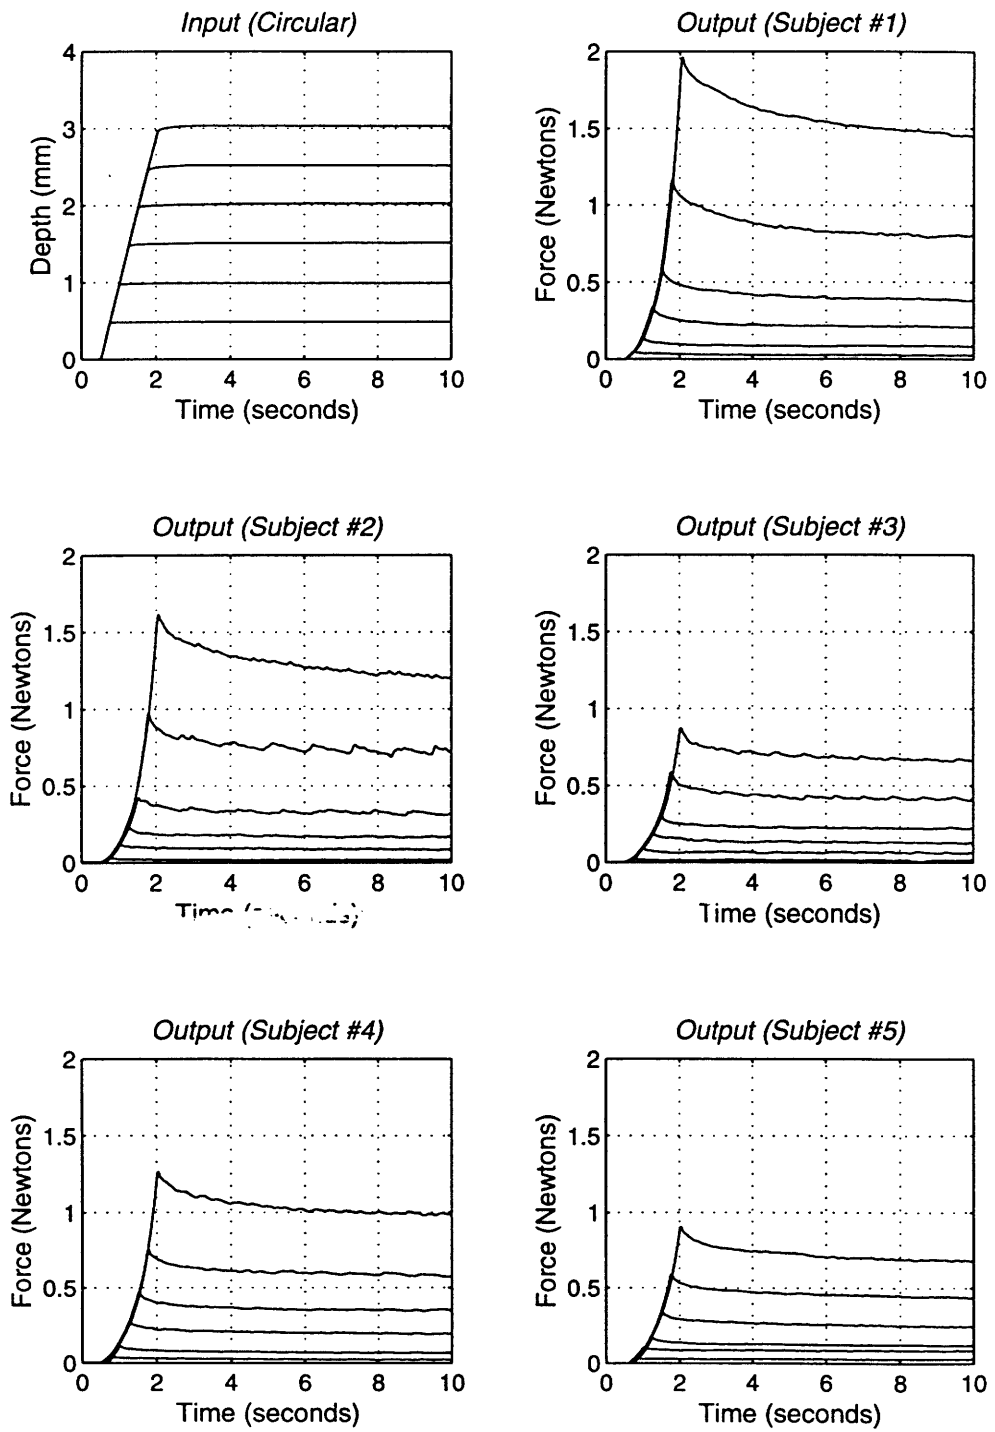 Input (Circular)
4
3
2
1
0
Depth (mm)
0 2 4 6 8 10
Time (seconds)
Output (Subject #1)
2
1.5
1
0.5
0
Force (Newtons)
0 2 4 6 8 10
Time (seconds)
Output (Subject #2)
2
1.5
1
0.5
0
Force (Newtons)
0 2 4 6 8 10
Output (Subject #3)
2
1.5
1
0.5
0
Force (Newtons)
0 2 4 6 8 10
Time (seconds)
Output (Subject #4)
2
1.5
1
0.5
0
Force (Newtons)
0 2 4 6 8 10
Time (seconds)
Output (Subject #5)
2
1.5
1
0.5
0
Force (Newtons)
0 2 4 6 8 10
Time (seconds)